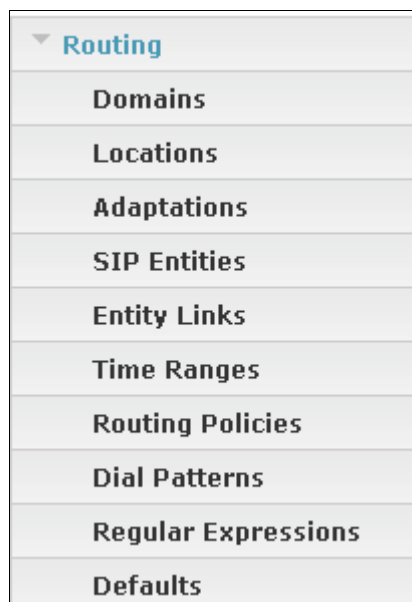 Routing
Domains
Locations
Adaptations
SIP Entities
Entity Links
Time Ranges
Routing Policies
Dial Patterns
Regular Expressions
Defaults